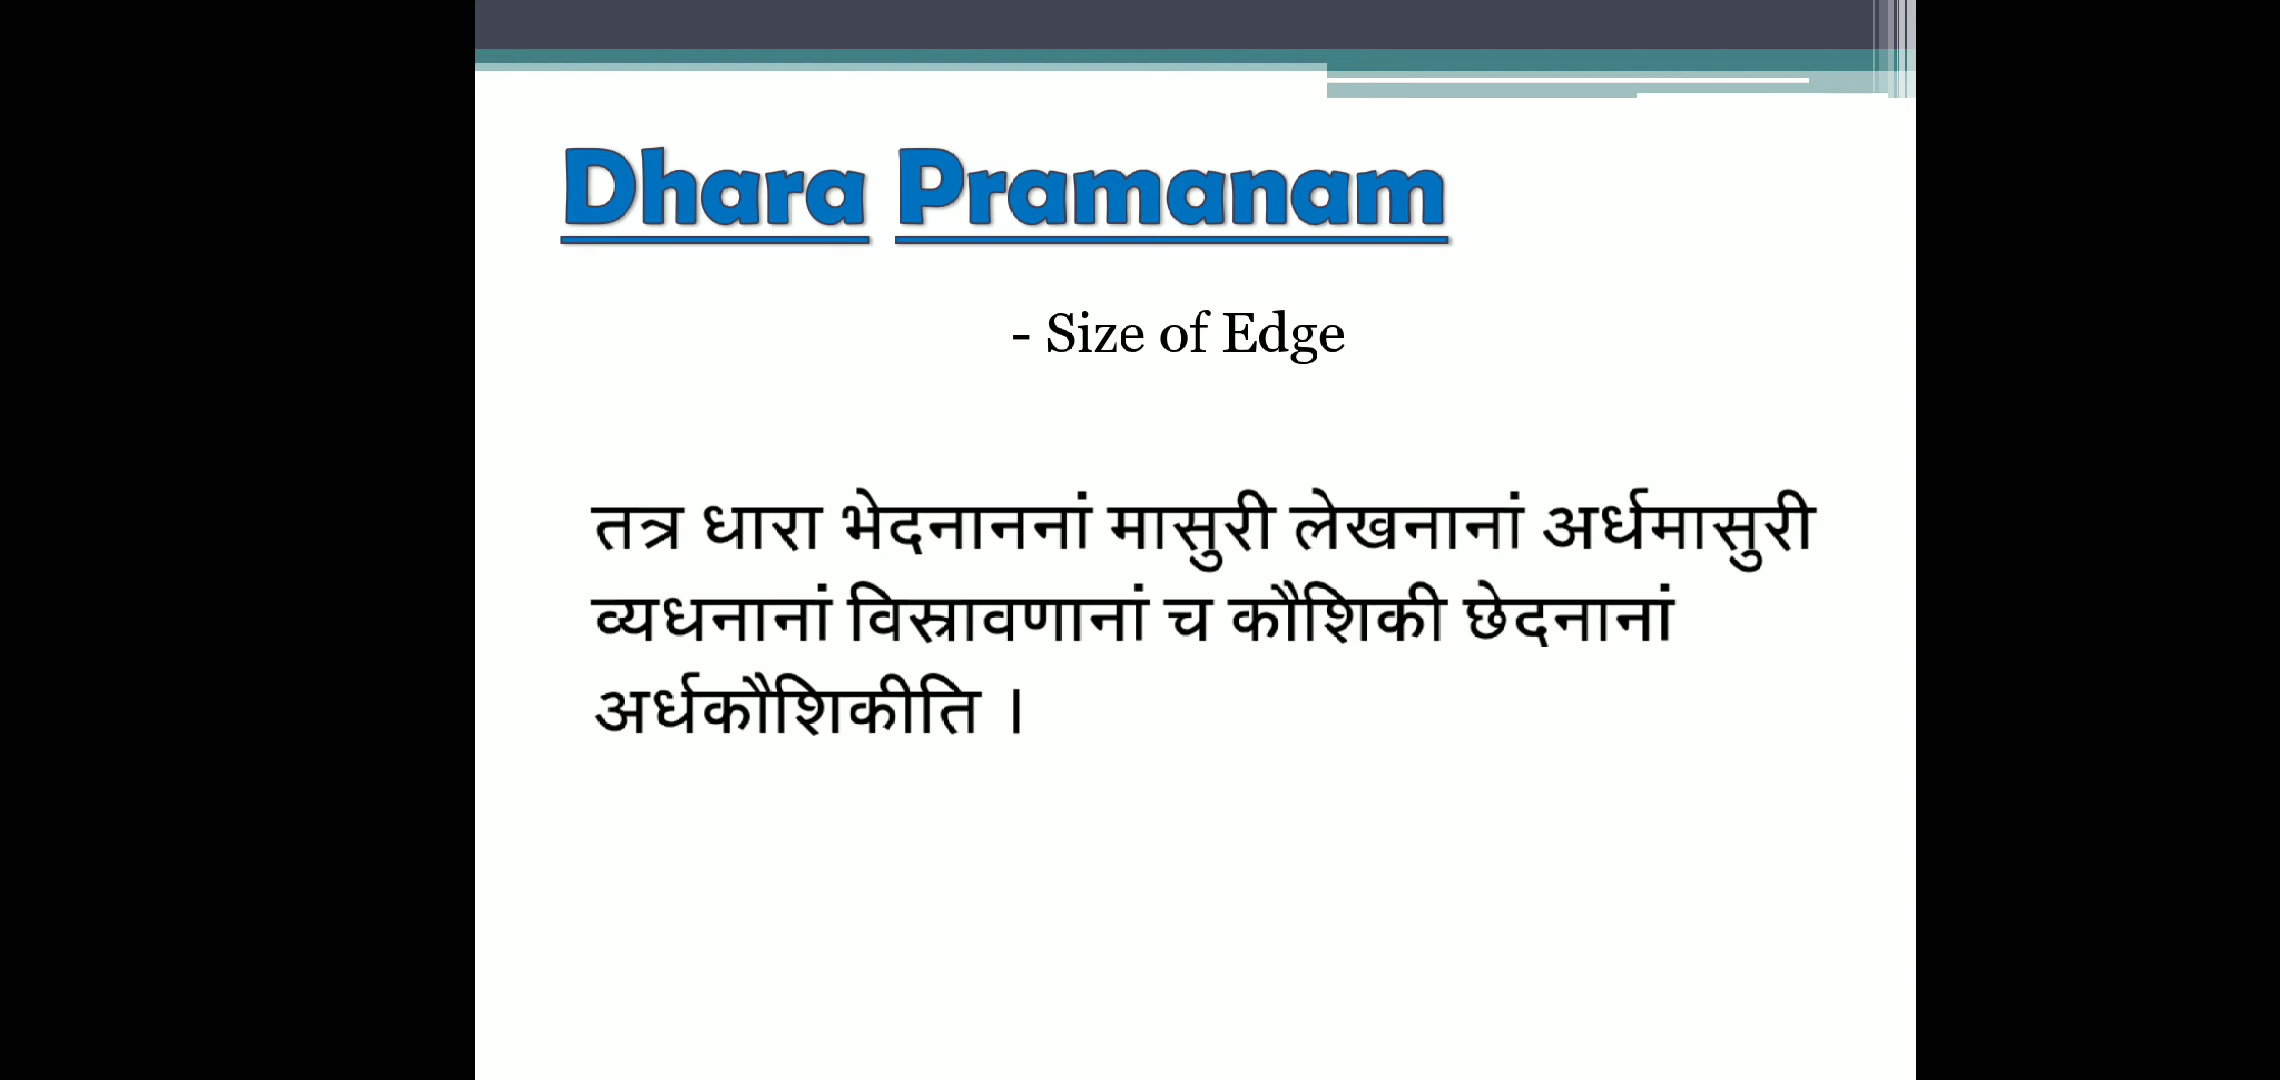 Dhara Pramanam
- Size of Edge
तत्र धारा भेदनाननां मासुरी लेखनानां अर्धमासुरी
व्यधनानां विस्रावणानां च कौशिकी छेदनानां
अर्धकौशिकीति ।